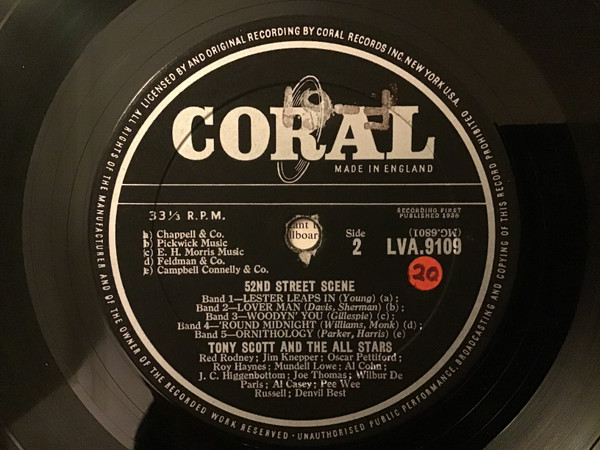 ALL RIGHTS OF THE MANUFACTURER AND OF THE OWNER OF THE RECORDED WORK RESERVED · UNAUTHORISED PUBLIC PERFORMANCE, BROADCASTING AND COPYING OF THIS RECORD PROHIBITED
LICENSED BY AND ORIGINAL RECORDING BY CORAL RECORDS INC. NEW YORK U.S.A.
CORAL
MADE IN ENGLAND
33⅓ R.P.M.
RECORDING FIRST
PUBLISHED 1956
a) Chappell & Co.
b) Pickwick Music
c) E. H. Morris Music
d) Feldman & Co.
e) Campbell Connelly & Co.
Side
2
(MG.6801)
LVA.9109
20
52ND STREET SCENE
Band 1—LESTER LEAPS IN (Young) (a) ;
Band 2—LOVER MAN (Davis, Sherman) (b) ;
Band 3—WOODYN' YOU (Gillespie) (c) ;
Band 4—'ROUND MIDNIGHT (Williams, Monk) (d) ;
Band 5—ORNITHOLOGY (Parker, Harris) (e)
TONY SCOTT AND THE ALL STARS
Red Rodney ; Jim Knepper ; Oscar Pettiford ;
Roy Haynes ; Mundell Lowe ; Al Cohn ;
J. C. Higgenbottom ; Joe Thomas ; Wilbur De
Paris ; Al Casey ; Pee Wee
Russell ; Denvil Best